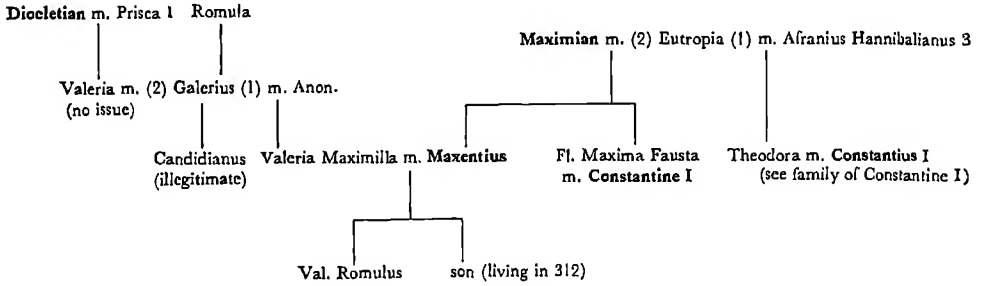 Diocletian m. Prisca 1 Romula
Maximian m. (2) Eutropia (1) m. Afranius Hannibalianus 3
Valeria m. (2) Galerius (1) m. Anon.
(no issue)
Candidianus Valeria Maximilla m. Maxentius Fl. Maxima Fausta Theodora m. Constantius I
(illegitimate) m. Constantine I (see family of Constantine I)
Val. Romulus son (living in 312)